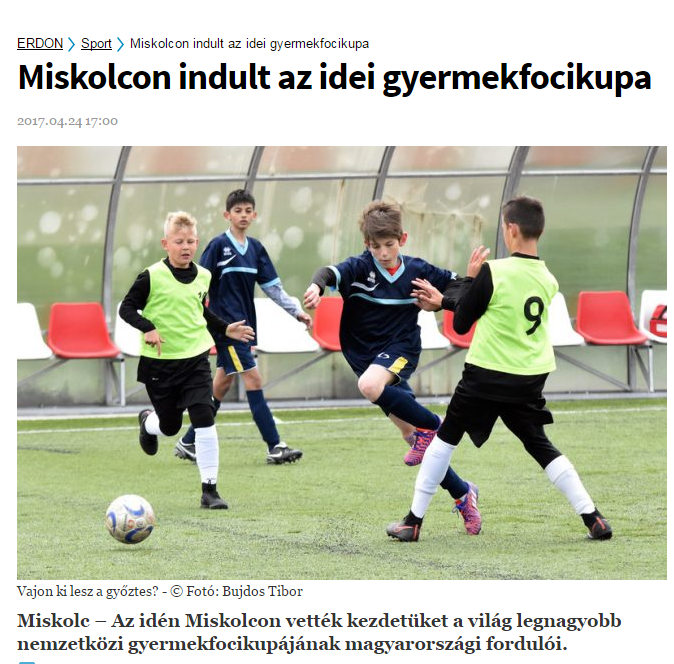 ERDON > Sport > Miskolcon indult az idei gyermekfocikupa
Miskolcon indult az idei gyermekfocikupa
2017.04.24 17:00
9
Vajon ki lesz a győztes? - © Fotó: Bujdos Tibor
Miskolc – Az idén Miskolcon vették kezdetüket a világ legnagyobb
nemzetközi gyermekfocikupájának magyarországi fordulói.